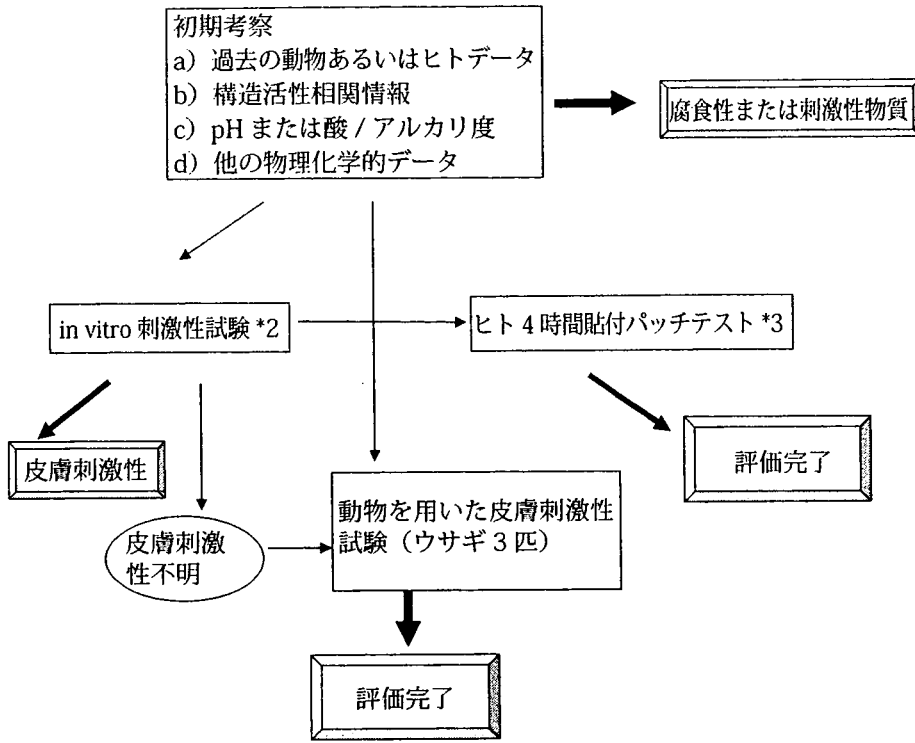 初期考察
a）過去の動物あるいはヒトデータ
b）構造活性相関情報
c）pH または酸 / アルカリ度
d）他の物理化学的データ
腐食性または刺激性物質
in vitro 刺激性試験 *2
ヒト 4 時間貼付パッチテスト *3
皮膚刺激性
評価完了
皮膚刺激
性不明
動物を用いた皮膚刺激性
試験（ウサギ 3 匹）
評価完了